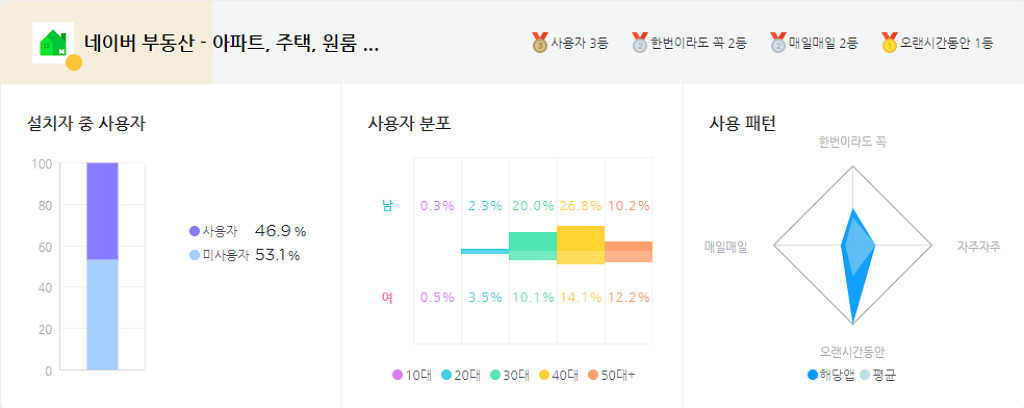 네이버 부동산 - 아파트, 주택, 원룸 ...
3 사용자 3등 2 한번이라도 꼭 2등 2 매일매일 2등 1 오랜시간동안 1등
설치자 중 사용자
100
80
60
40
20
0
사용자 46.9 %
미사용자 53.1 %
사용자 분포
남 0.3% 2.3% 20.0% 26.8% 10.2%
여 0.5% 3.5% 10.1% 14.1% 12.2%
10대 20대 30대 40대 50대+
사용 패턴
한번이라도 꼭
매일매일
자주자주
오랜시간동안
해당앱 평균